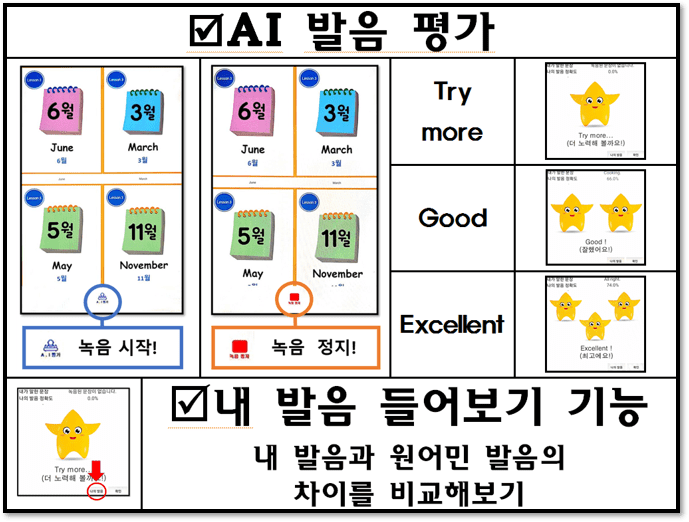 ☑AI 발음 평가
Lesson 3
6월
June
6월
Lesson 3
3월
March
3월
June
March
Lesson 3
5월
May
5월
Lesson 3
11월
November
11월
A.I평가
녹음 시작!
Lesson 3
6월
June
6월
Lesson 3
3월
March
3월
June
March
Lesson 3
5월
May
Lesson 3
11월
November
녹음 정지
녹음 정지!
Try
more
내가 말한 문장 녹음된 문장이 없습니다.
나의 발음 정확도 0.0%
Try more...
(더 노력해 볼까요!)
나의 발음 확인
Good
내가 말한 문장 Cooking
나의 발음 정확도 66.0%
Good !
(잘했어요!)
나의 발음 확인
Excellent
내가 말한 문장 All right.
나의 발음 정확도 74.0%
Excellent !
(최고에요!)
나의 발음 확인
내가 말한 문장 녹음된 문장이 없습니다.
나의 발음 정확도 0.0%
Try more...
(더 노력해 볼까요!)
나의 발음 확인
☑내 발음 들어보기 기능
내 발음과 원어민 발음의
차이를 비교해보기